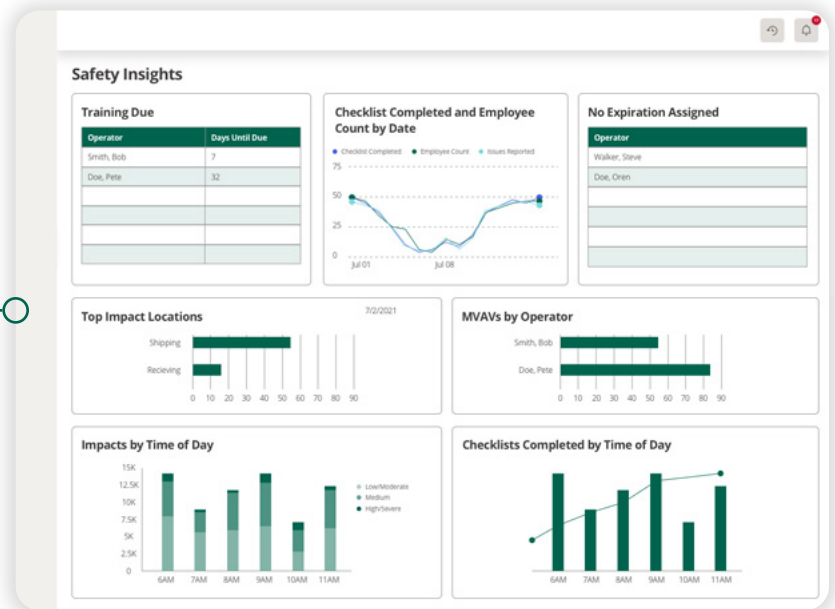 Safety Insights
Training Due
Operator Days Until Due
Smith, Bob 7
Doe, Pete 32
Checklist Completed and Employee
Count by Date
Checklist Completed Employee Count Issues Reported
75
50
25
0
Jul 01 Jul 08
No Expiration Assigned
Operator
Walker, Steve
Doe, Oren
Top Impact Locations 7/2/2021
Shipping
Recieving
0 10 20 30 40 50 60 70 80 90
MVAVs by Operator
Smith, Bob
Doe, Pete
0 10 20 30 40 50 60 70 80 90
Impacts by Time of Day
15K
12.5K
10K
7.5K
5K
2.5K
0
6AM 7AM 8AM 9AM 10AM 11AM
Low/Moderate
Medium
High/Severe
Checklists Completed by Time of Day
6AM 7AM 8AM 9AM 10AM 11AM